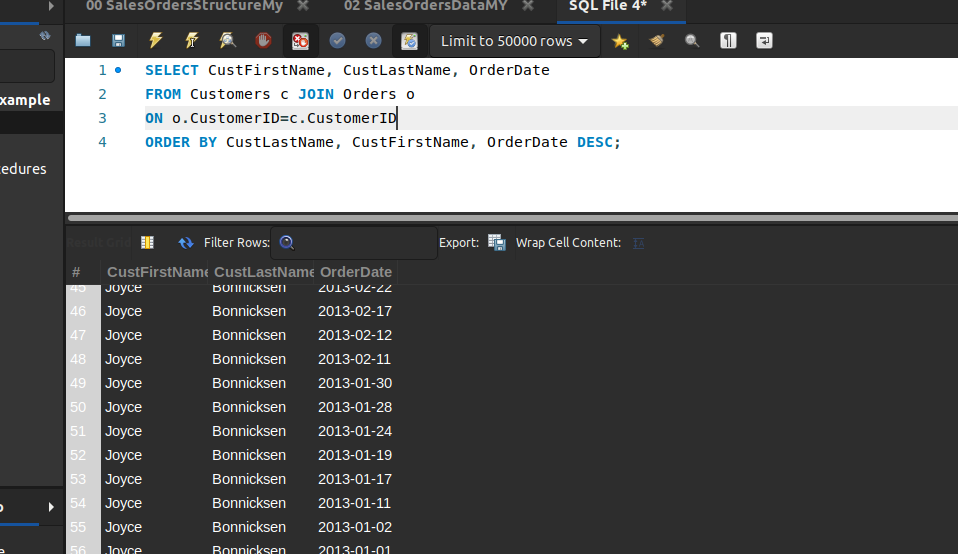 00 SalesOrdersStructureMy
02 SalesOrdersDataMY
SQL File 4*
Limit to 50000 rows
xample
edures
1 SELECT CustFirstName, CustLastName, OrderDate
2 FROM Customers c JOIN Orders o
3 ON o.CustomerID=c.CustomerID
4 ORDER BY CustLastName, CustFirstName, OrderDate DESC;
Result Grid Filter Rows: Export: Wrap Cell Content:
# CustFirstName CustLastName OrderDate
45 Joyce Bonnicksen 2013-02-22
46 Joyce Bonnicksen 2013-02-17
47 Joyce Bonnicksen 2013-02-12
48 Joyce Bonnicksen 2013-02-11
49 Joyce Bonnicksen 2013-01-30
50 Joyce Bonnicksen 2013-01-28
51 Joyce Bonnicksen 2013-01-24
52 Joyce Bonnicksen 2013-01-19
53 Joyce Bonnicksen 2013-01-17
54 Joyce Bonnicksen 2013-01-11
55 Joyce Bonnicksen 2013-01-02
56 Joyce Bonnicksen 2013-01-01